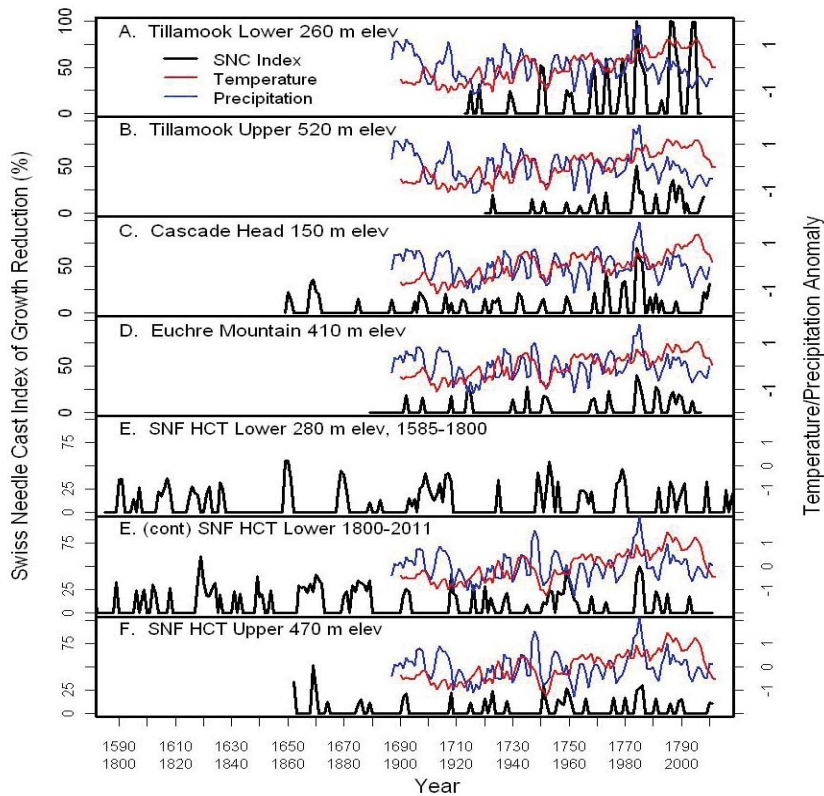 Swiss Needle Cast Index of Growth Reduction (%)
A. Tillamook Lower 260 m elev
SNC Index
Temperature
Precipitation
100
50
0
1
-1
B. Tillamook Upper 520 m elev
50
0
1
-1
C. Cascade Head 150 m elev
50
0
1
-1
D. Euchre Mountain 410 m elev
50
0
1
-1
E. SNF HCT Lower 280 m elev, 1585-1800
75
25
0
1
0
-1
E. (cont) SNF HCT Lower 1800-2011
75
25
0
1
0
-1
F. SNF HCT Upper 470 m elev
75
25
0
1
0
-1
Temperature/Precipitation Anomaly
1590 1610 1630 1650 1670 1690 1710 1730 1750 1770 1790
1800 1820 1840 1860 1880 1900 1920 1940 1960 1980 2000
Year